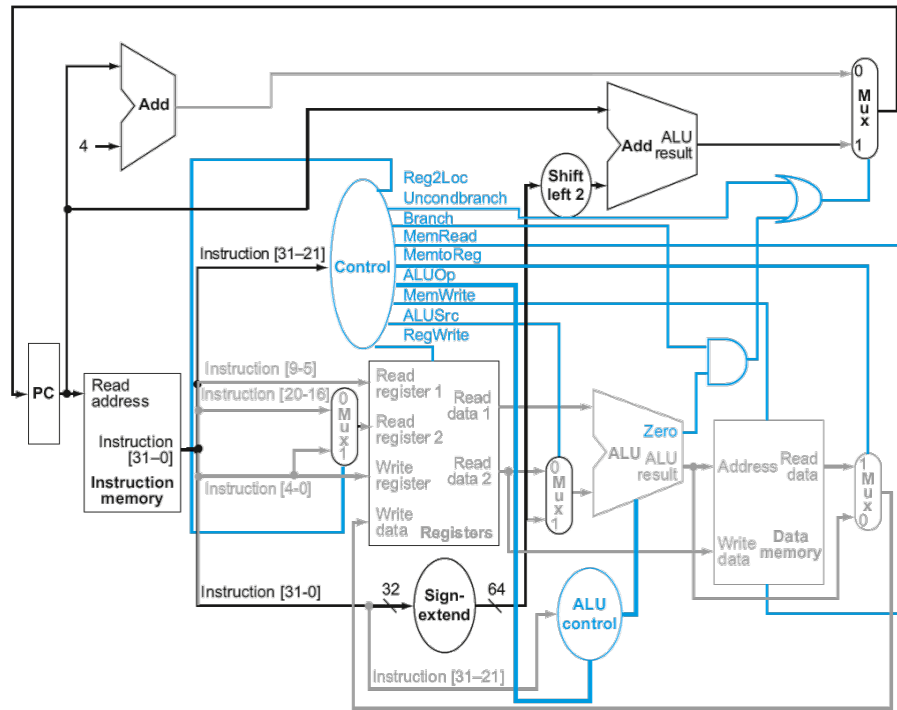 0
M
u
x
1
Add
4
Add
ALU
result
Shift
left 2
Reg2Loc
Uncondbranch
Branch
MemRead
MemtoReg
ALUOp
MemWrite
ALUSrc
RegWrite
Control
Instruction [31–21]
PC
Read
address
Instruction
[31–0]
Instruction
memory
Instruction [9-5]
Instruction [20-16]
Instruction [4-0]
0
M
u
x
1
Read
register 1
Read
register 2
Write
register
Write
data
Read
data 1
Read
data 2
Registers
0
M
u
x
1
Zero
ALU
ALU
result
Address
Read
data
Write
data
Data
memory
1
M
u
x
0
Instruction [31-0]
32
Sign-
extend
64
ALU
control
Instruction [31–21]